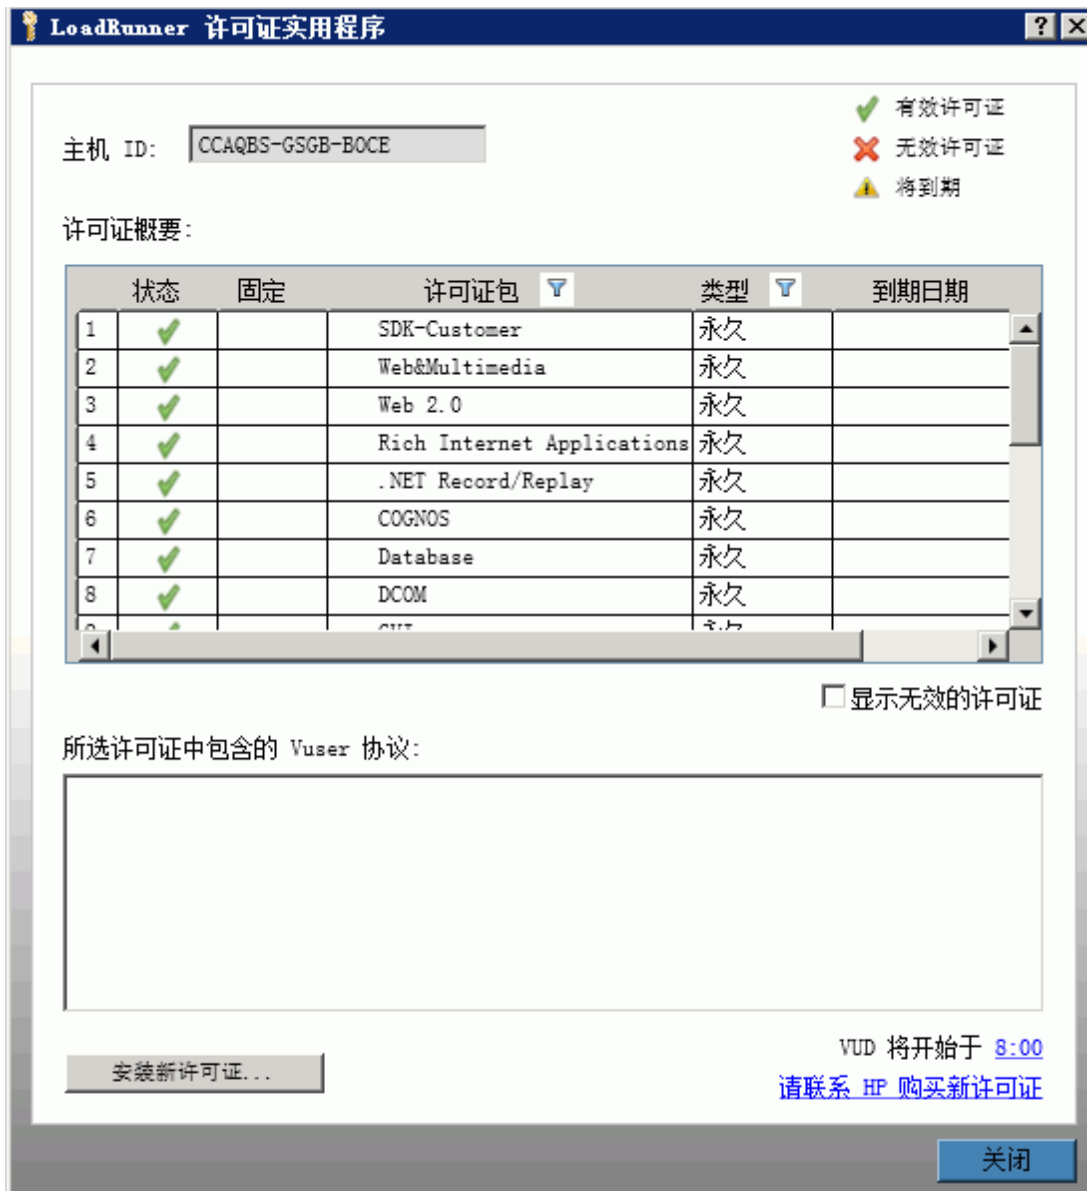 LoadRunner 许可证实用程序
有效许可证
主机 ID: CCAQBS-GSGB-BOCE
无效许可证
将到期
许可证概要:
状态 固定 许可证包 类型 到期日期
1 SDK-Customer 永久
2 Web&Multimedia 永久
3 Web 2.0 永久
4 Rich Internet Applications 永久
5 .NET Record/Replay 永久
6 COGNOS 永久
7 Database 永久
8 DCOM 永久
显示无效的许可证
所选许可证中包含的 Vuser 协议:
VUD 将开始于 8:00
安装新许可证...
请联系 HP 购买新许可证
关闭